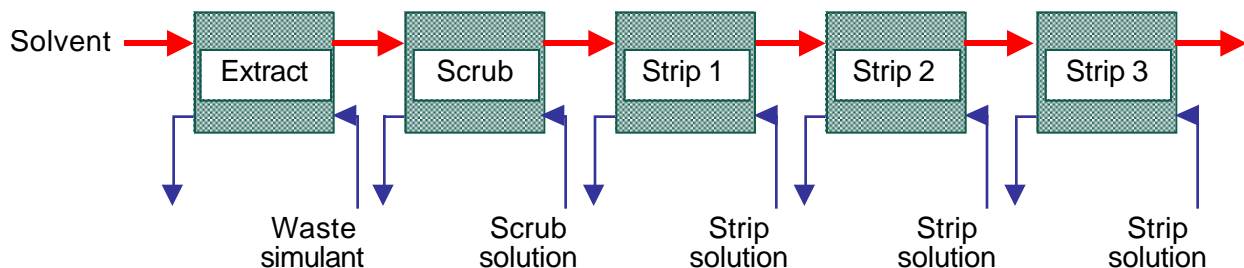 Solvent
Extract
Scrub
Strip 1
Strip 2
Strip 3
Waste
simulant
Scrub
solution
Strip
solution
Strip
solution
Strip
solution